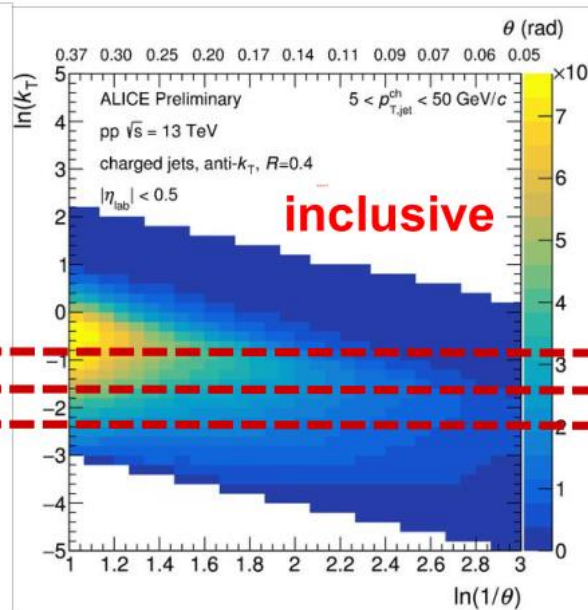 θ (rad)
0.37 0.30 0.25 0.20 0.17 0.14 0.11 0.09 0.07 0.06 0.05
×10
ln(k_T)
5
4
3
2
1
0
−1
−2
−3
−4
−5
ALICE Preliminary
5 < p^ch_T,jet < 50 GeV/c
pp √s = 13 TeV
charged jets, anti-k_T, R=0.4
|η_lab| < 0.5
inclusive
7
6
5
4
3
2
1
0
1 1.2 1.4 1.6 1.8 2 2.2 2.4 2.6 2.8 3
ln(1/θ)